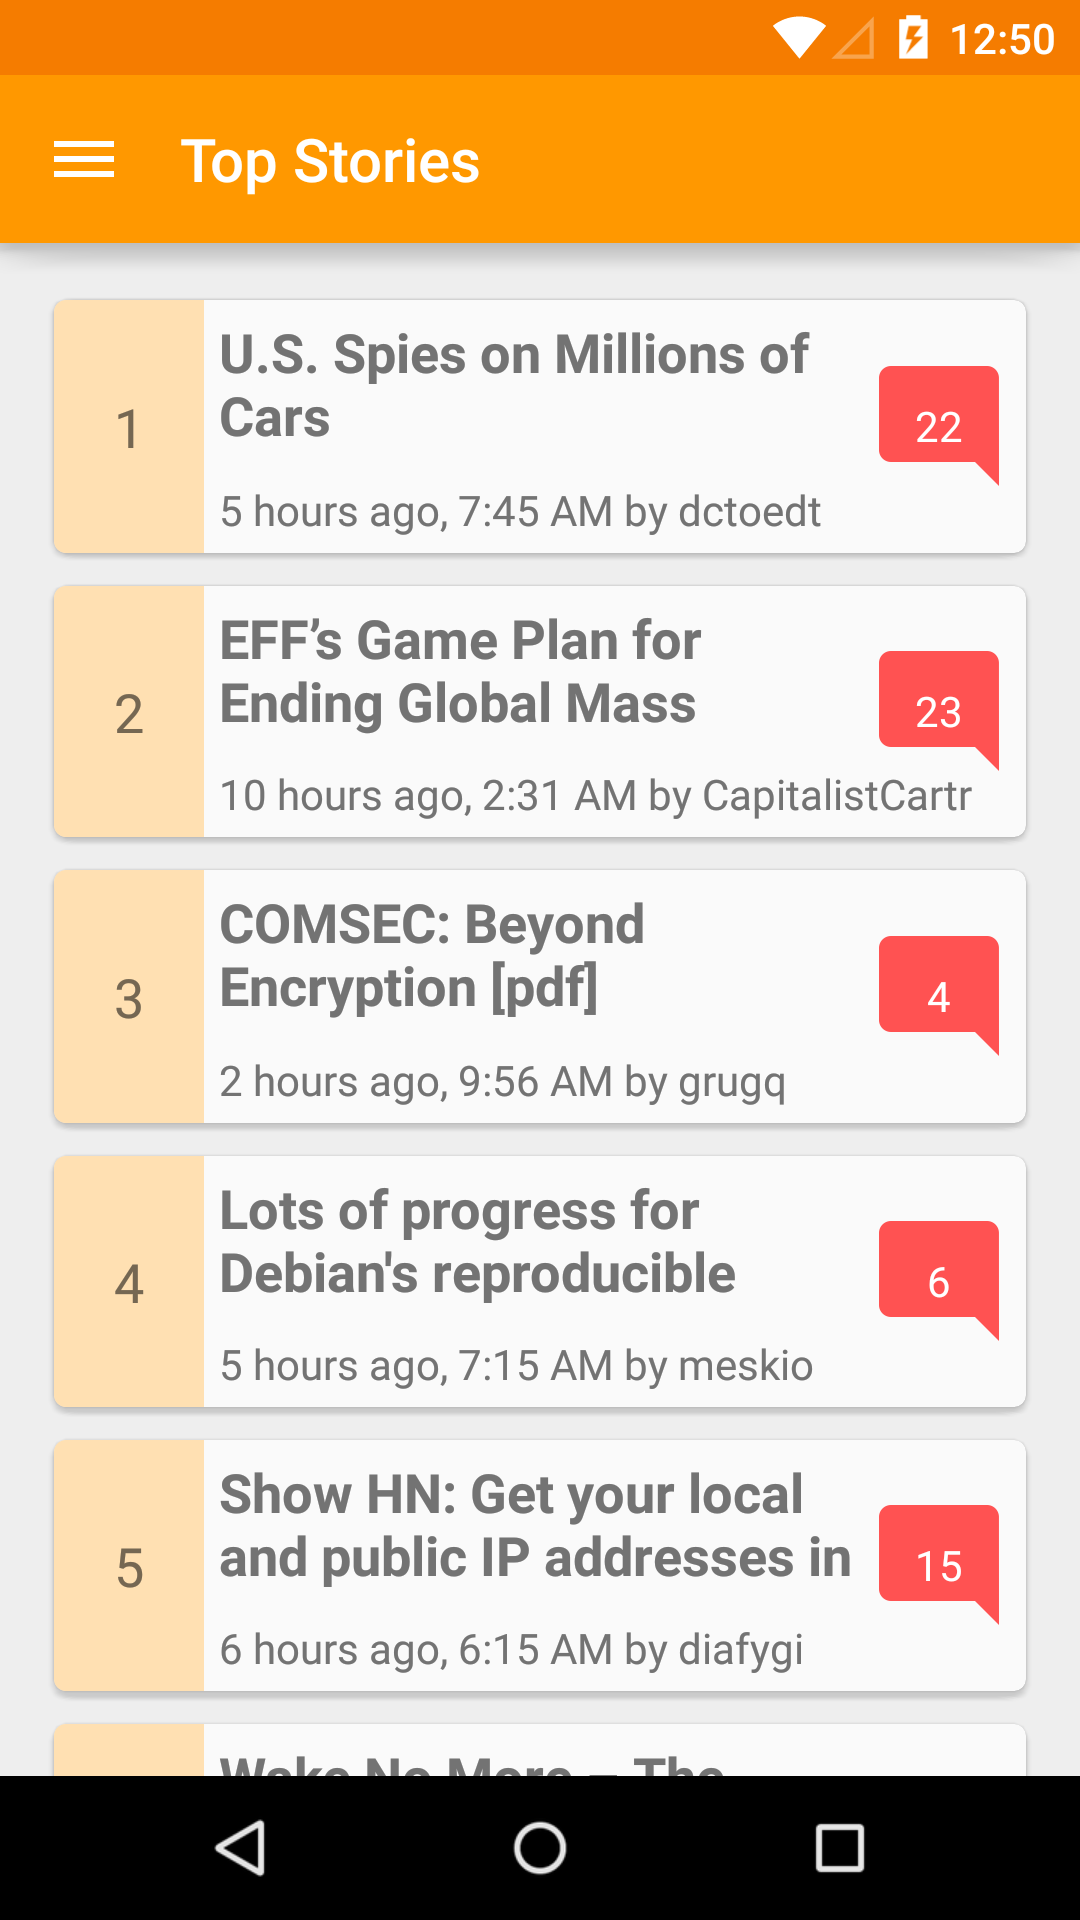 12:50
Top Stories
1
U.S. Spies on Millions of
Cars
22
5 hours ago, 7:45 AM by dctoedt
2
EFF’s Game Plan for
Ending Global Mass
23
10 hours ago, 2:31 AM by CapitalistCartr
3
COMSEC: Beyond
Encryption [pdf]
4
2 hours ago, 9:56 AM by grugq
4
Lots of progress for
Debian's reproducible
6
5 hours ago, 7:15 AM by meskio
5
Show HN: Get your local
and public IP addresses in
15
6 hours ago, 6:15 AM by diafygi
Wake No More – The